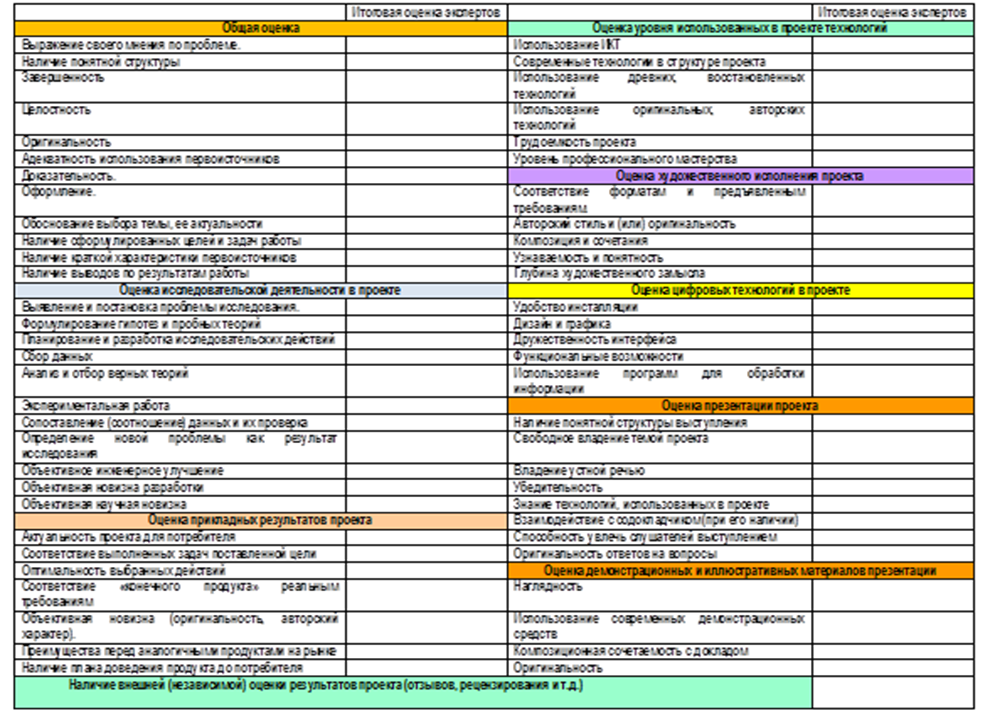 Итоговая оценка экспертов
Общая оценка
Выражение своего мнения по проблеме.
Наличие понятной структуры
Завершенность
Целостность
Оригинальность
Адекватность использования первоисточников
Доказательность.
Оформление.
Обоснование выбора темы, ее актуальности
Наличие сформулированных целей и задач работы
Наличие краткой характеристики первоисточников
Наличие выводов по результатам работы
Оценка исследовательской деятельности в проекте
Выявление и постановка проблемы исследования.
Формулирование гипотез и пробных теорий
Планирование и разработка исследовательских действий
Сбор данных
Анализ и отбор верных теорий
Экспериментальная работа
Сопоставление (соотношение) данных и их проверка
Определение новой проблемы как результат
исследования
Объективное инженерное улучшение
Объективная новизна разработки
Объективная научная новизна
Оценка прикладных результатов проекта
Актуальность проекта для потребителя
Соответствие выполненных задач поставленной цели
Оптимальность выбранных действий
Соответствие «конечного продукта» реальным
требованиям
Объективная новизна (оригинальность, авторский
характер).
Преимущества перед аналогичными продуктами на рынке
Наличие плана доведения продукта до потребителя
Итоговая оценка экспертов
Оценка уровня использованных в проекте технологий
Использование ИКТ
Современные технологии в структуре проекта
Использование древних, восстановленных
технологий
Использование оригинальных, авторских
технологий
Трудоемкость проекта
Уровень профессионального мастерства
Оценка художественного исполнения проекта
Соответствие форматам и предъявленным
требованиям
Авторский стиль и (или) оригинальность
Композиция и сочетания
Узнаваемость и понятность
Глубина художественного замысла
Оценка цифровых технологий в проекте
Удобство инсталляции
Дизайн и графика
Дружественность интерфейса
Функциональные возможности
Использование программ для обработки
информации
Оценка презентации проекта
Наличие понятной структуры выступления
Свободное владение темой проекта
Владение устной речью
Убедительность
Знание технологий, использованных в проекте
Взаимодействие с содокладчиком(при его наличии)
Способность увлечь слушателей выступлением
Оригинальность ответов на вопросы
Оценка демонстрационных и иллюстративных материалов презентации
Наглядность
Использование современных демонстрационных
средств
Композиционная сочетаемость с докладом
Оригинальность
Наличие внешней (независимой) оценки результатов проекта (отзывов, рецензирования и т.д.)